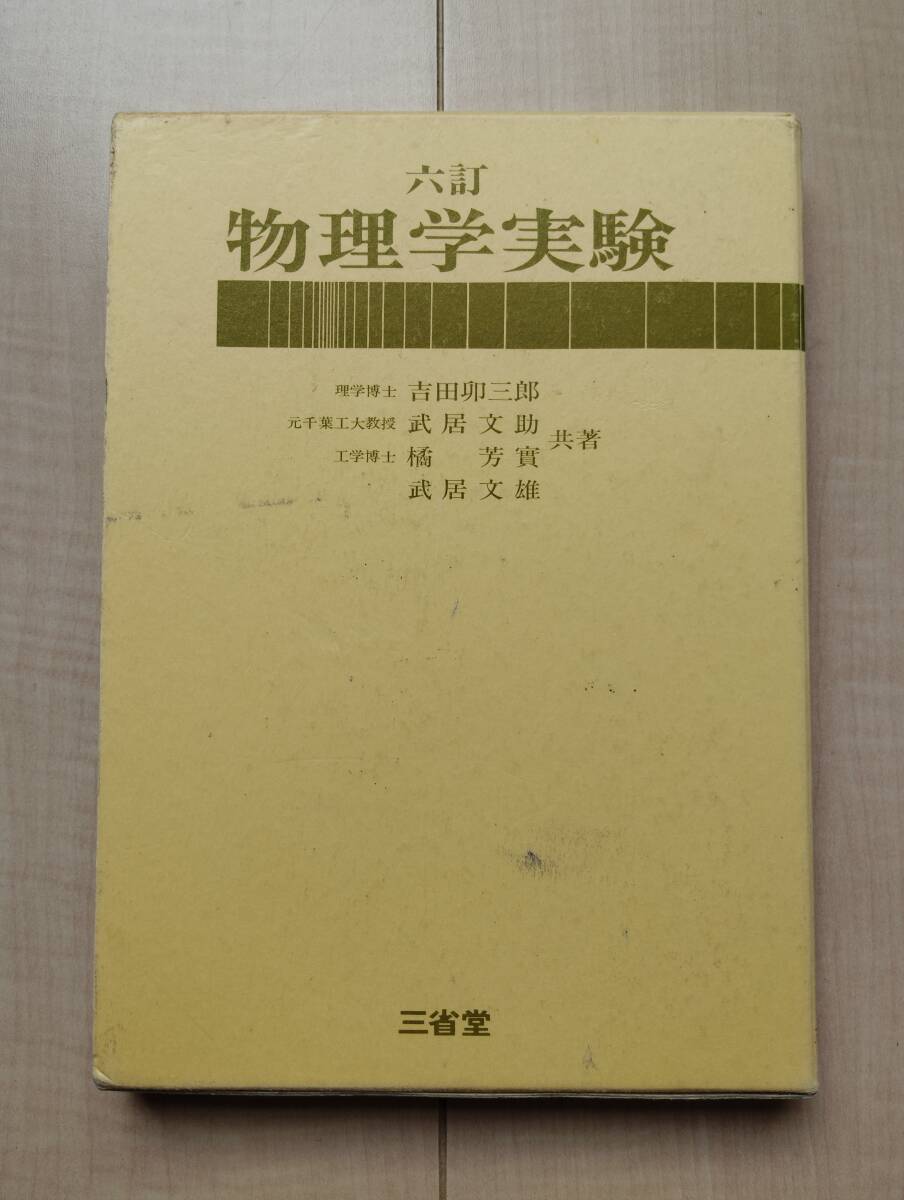 六訂
物理学実験
理学博士 吉田卯三郎
元千葉工大教授 武居文助
工学博士 橘芳實
武居文雄
共著
三省堂